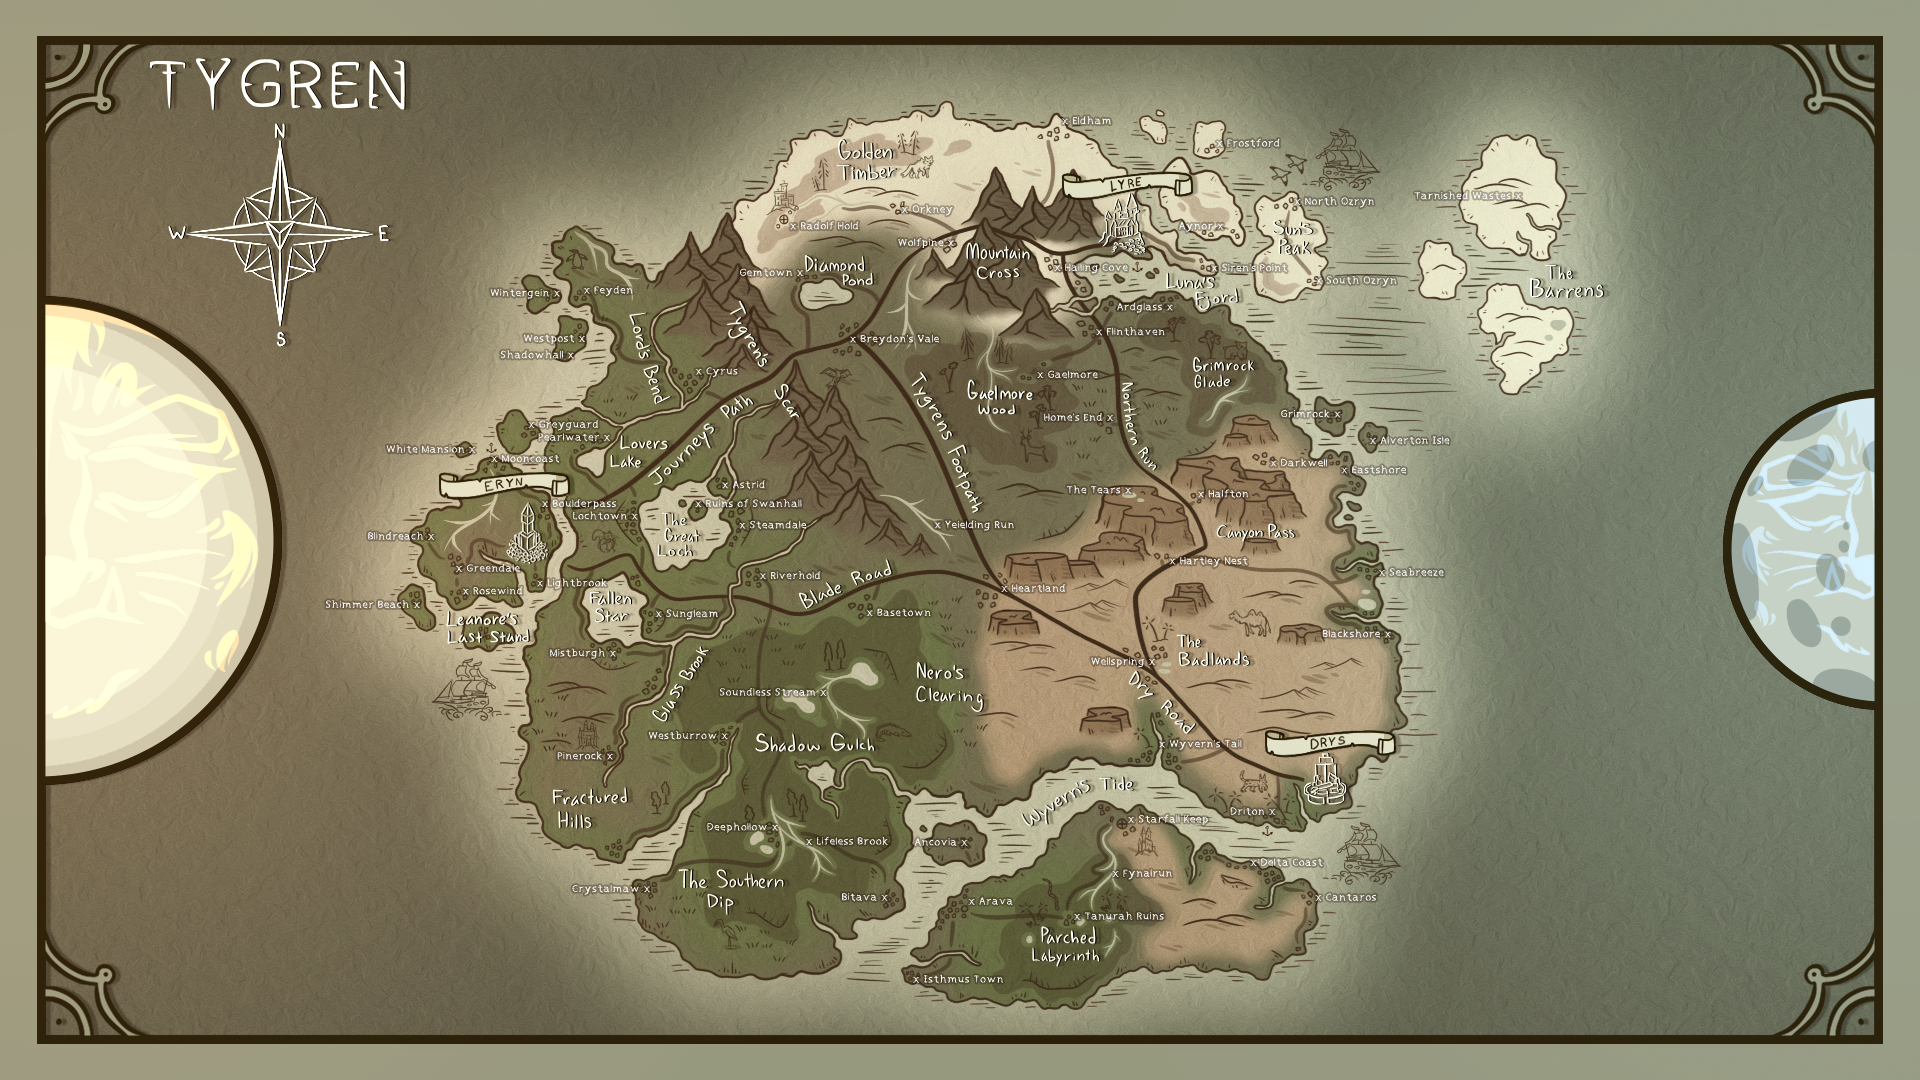 TYGREN
N
W
E
S
x Eldham
x Frostford
Golden
Timber
LYRE
Tarnished Wastes x
x North Ozryn
x Orkney
x Radolf Hold
Aynor x
Sun's
Peak
Wolfpine x
Mountain
Cross
Gemtown x
Diamond
Pond
x Hailing Cove
x Siren's Point
Luna's
Fjord
x South Ozryn
The
Barrens
Wintergein x
x Feyden
Ardglass x
x Flinthaven
Westpost x
Shadowhall x
Lord's Bend
Tygren's
Scar
x Breydon's Vale
x Cyrus
x Gaelmore
Grimrock
Glade
Gaelmore
Wood
Tygrens Footpath
Northern Run
Home's End x
Grimrock x
x Alverton Isle
x Greyguard
Pearlwater x
Lovers
Lake
Journeys Path
White Mansion x
x Mooncoast
x Darkwell
x Eastshore
ERYN
x Astrid
The Tears x
x Halfton
x Boulderpass
Lochtown x
x Ruins of Swanhall
The
Great
Loch
x Steamdale
x Yeielding Run
Canyon Pass
Blindreach x
x Greendale
x Lightbrook
x Riverhold
Blade Road
x Hartley Nest
x Seabreeze
x Rosewind
x Heartland
Shimmer Beach x
Fallen
Star
x Sungleam
x Basetown
Leanore's
Last Stand
Blackshore x
Mistburgh x
The
Badlands
Wellspring x
Glass Brook
Soundless Stream x
Nero's
Clearing
Dry Road
Westburrow x
Shadow Gulch
x Wyvern's Tail
DRYS
Pinerock x
Wyvern's Tide
Fractured
Hills
Driton x
Deephollow x
x Lifeless Brook
Ancovia x
x Starfall Keep
x Delta Coast
x Fynairun
The Southern
Dip
Crystalmaw x
Bitava x
x Arava
x Cantaros
x Tanurah Ruins
Parched
Labyrinth
x Isthmus Town